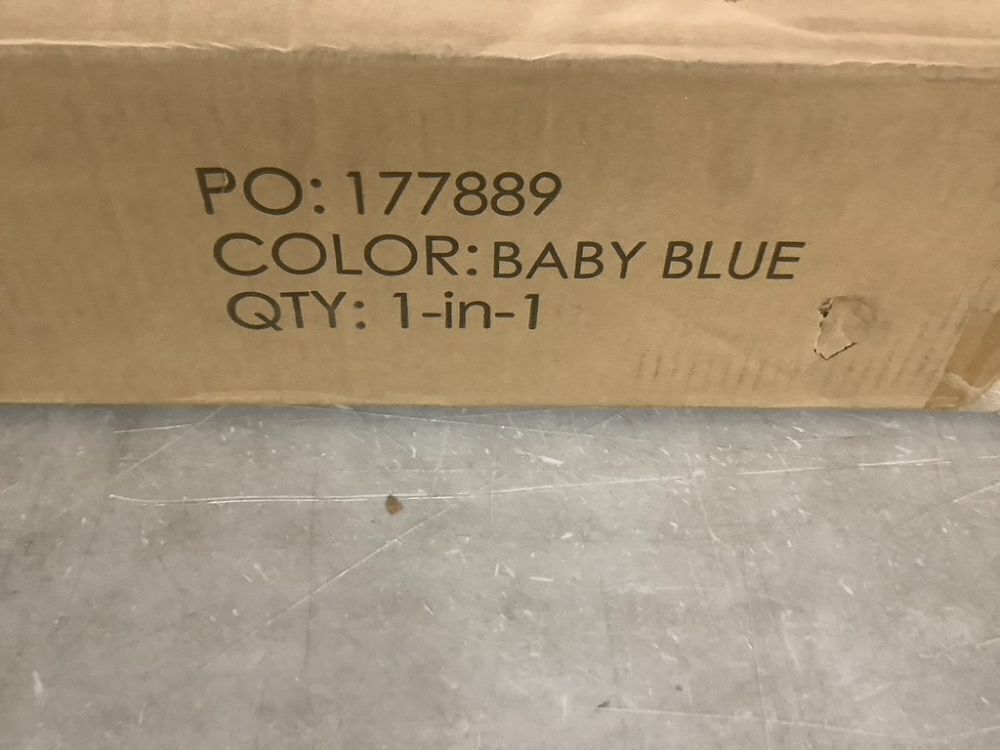 PO: 177889
COLOR: BABY BLUE
QTY: 1-in-1